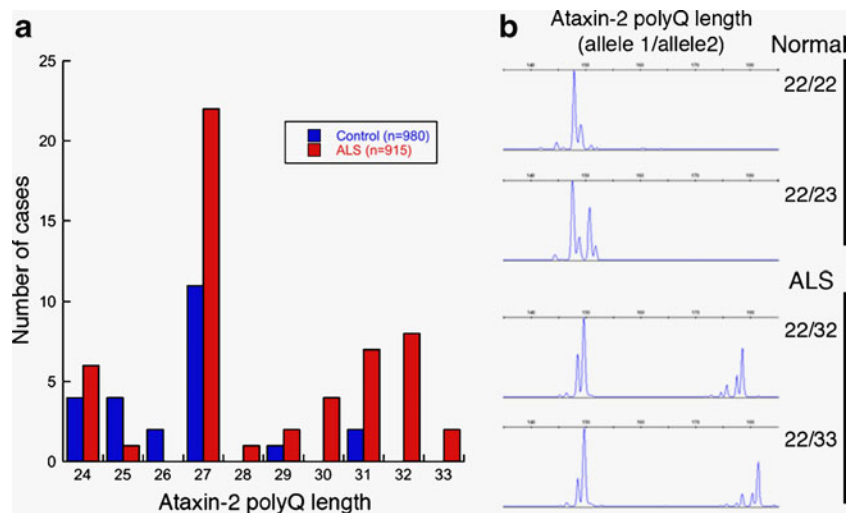 a
25
20
15
10
5
0
Number of cases
Control (n=980)
ALS (n=915)
24 25 26 27 28 29 30 31 32 33
Ataxin-2 polyQ length
b
Ataxin-2 polyQ length
(allele 1/allele2)
Normal
22/22
22/23
ALS
22/32
22/33